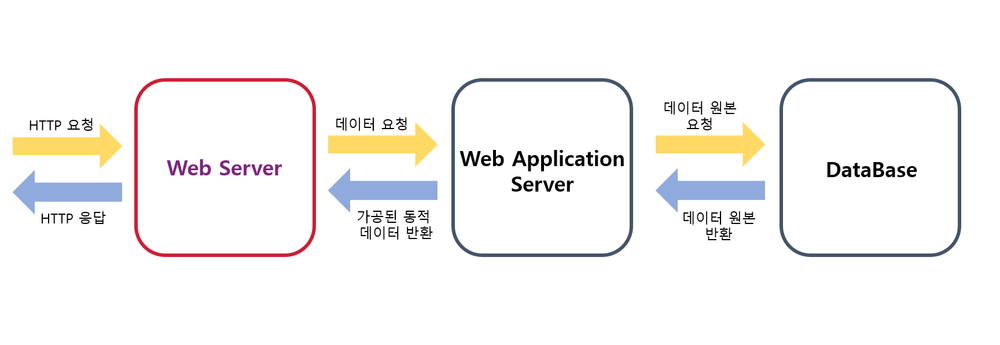 HTTP 요청
HTTP 응답
Web Server
데이터 요청
가공된 동적
데이터 반환
Web Application
Server
데이터 원본
요청
데이터 원본
반환
DataBase